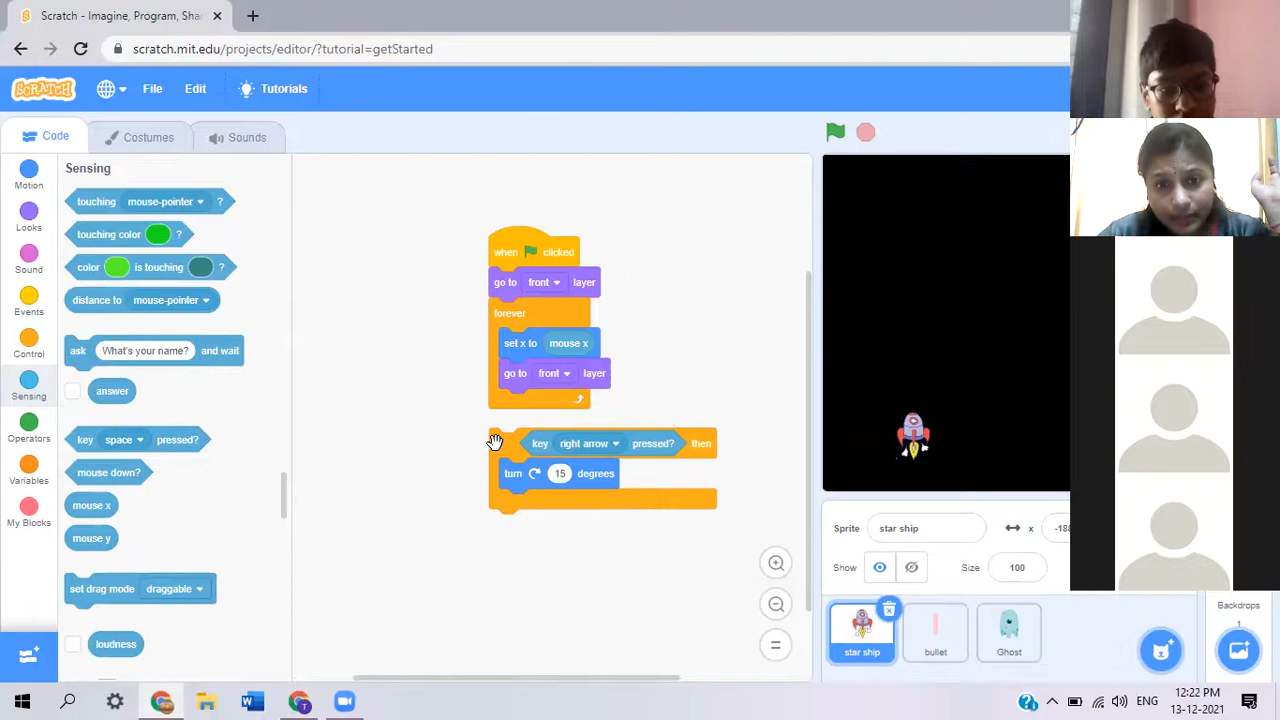 Scratch - Imagine, Program, Shar
scratch.mit.edu/projects/editor/?tutorial=getStarted
SCRATCH File Edit Tutorials
Code Costumes Sounds
Motion
Looks
Sound
Events
Control
Sensing
Operators
Variables
My Blocks
Sensing
touching mouse-pointer ?
touching color ?
color is touching ?
distance to mouse-pointer
ask What's your name? and wait
answer
key space pressed?
mouse down?
mouse x
mouse y
set drag mode draggable
loudness
when clicked
go to front layer
forever
set x to mouse x
go to front layer
key right arrow pressed? then
turn 15 degrees
Sprite star ship x
Show Size 100
star ship bullet Ghost
Backdrops
1
ENG
12:22 PM
13-12-2021